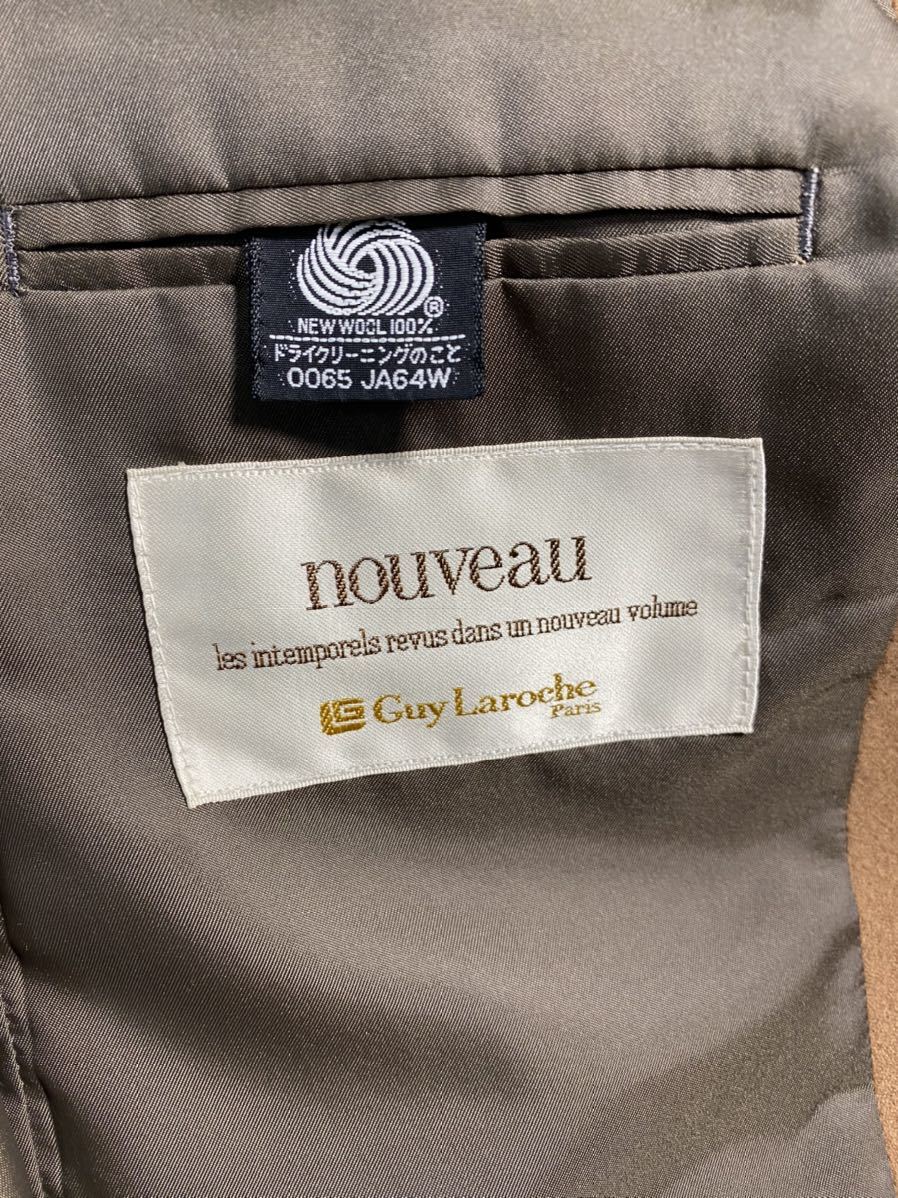 ®
NEW WOOL 100%
ドライクリーニングのこと
0065 JA64W
nouveau
les intemporels revus dans un nouveau volume
Guy Laroche
Paris